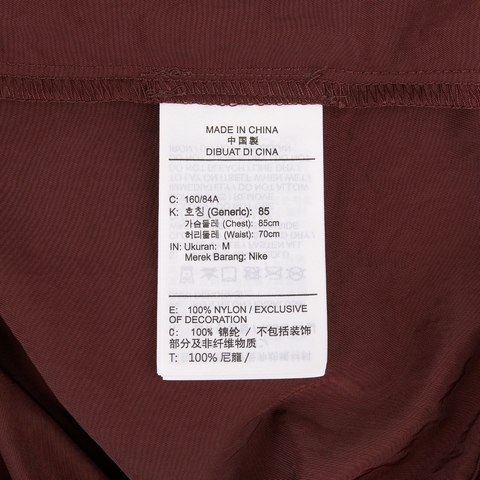 MADE IN CHINA
中国製
DIBUAT DI CINA
C: 160/84A
K: 호칭 (Generic): 85
가슴둘레 (Chest): 85cm
허리둘레 (Waist): 70cm
IN: Ukuran: M
Merek Barang: Nike
E: 100% NYLON / EXCLUSIVE
OF DECORATION
C: 100% 锦纶 / 不包括装饰
部分及非纤维物质
T: 100% 尼龍 /